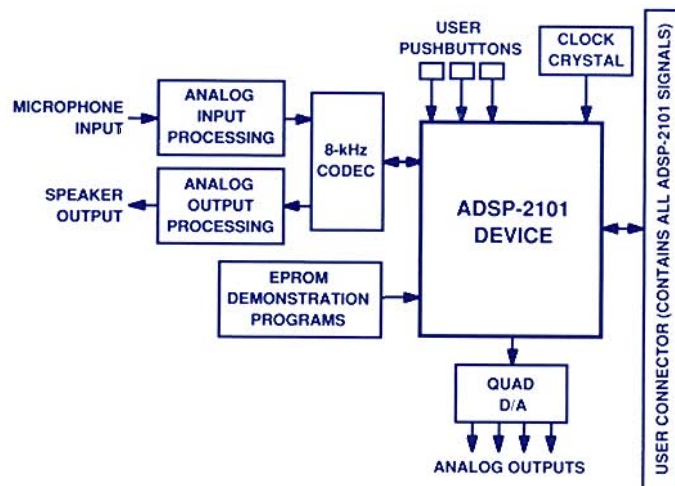 USER
PUSHBUTTONS
CLOCK
CRYSTAL
MICROPHONE
INPUT
ANALOG
INPUT
PROCESSING
8-kHz
CODEC
SPEAKER
OUTPUT
ANALOG
OUTPUT
PROCESSING
ADSP-2101
DEVICE
EPROM
DEMONSTRATION
PROGRAMS
QUAD
D/A
ANALOG OUTPUTS
USER CONNECTOR (CONTAINS ALL ADSP-2101 SIGNALS)